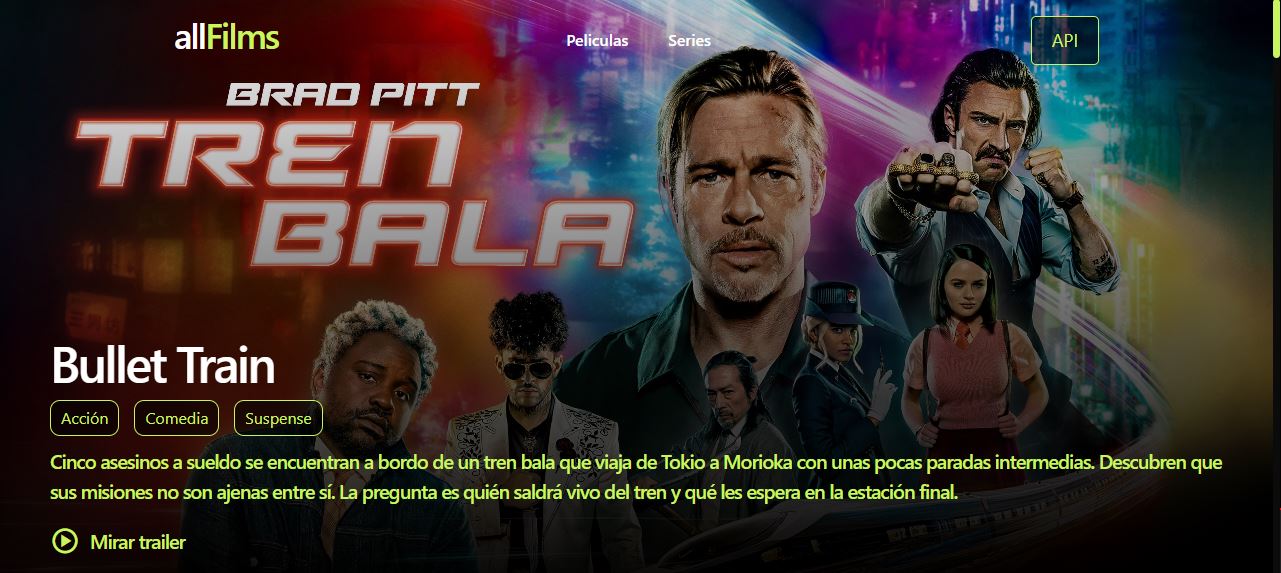 allFilms
Peliculas
Series
API
BRAD PITT
TREN
BALA
Bullet Train
Acción
Comedia
Suspense
Cinco asesinos a sueldo se encuentran a bordo de un tren bala que viaja de Tokio a Morioka con unas pocas paradas intermedias. Descubren que
sus misiones no son ajenas entre sí. La pregunta es quién saldrá vivo del tren y qué les espera en la estación final.
Mirar trailer